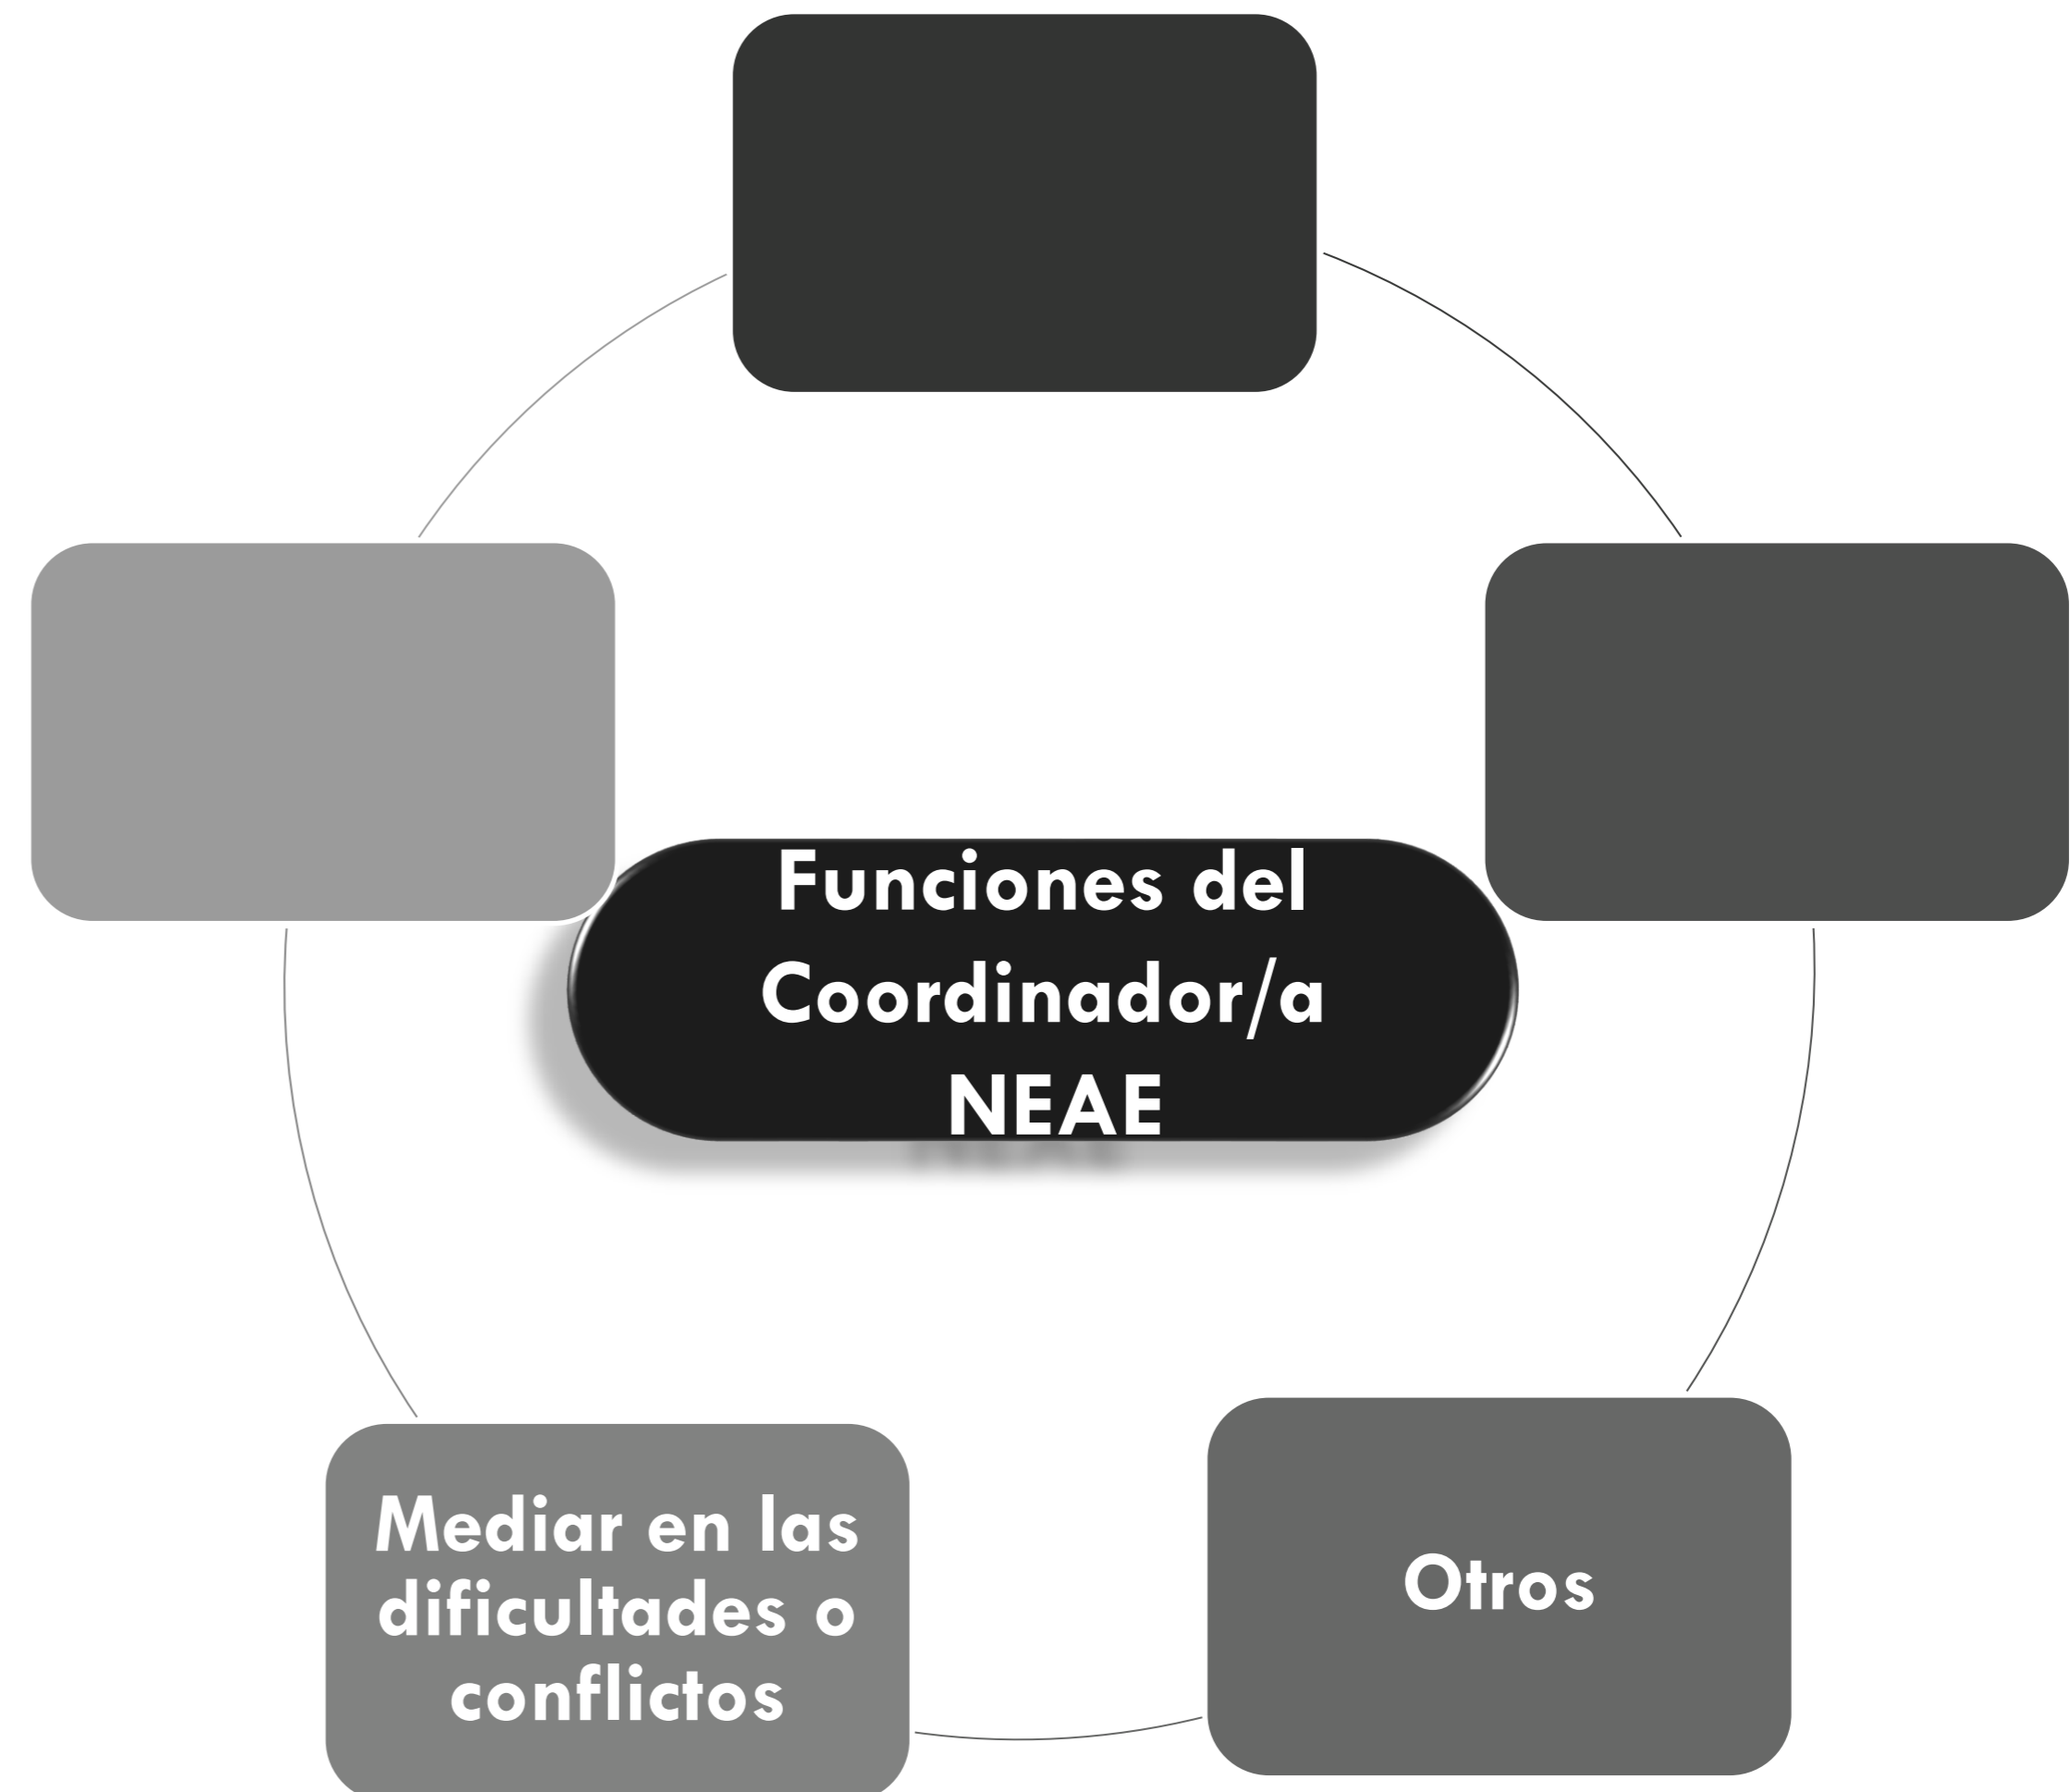 Funciones del
Coordinador/a
NEAE
Mediar en las
dificultades o
conflictos
Otros